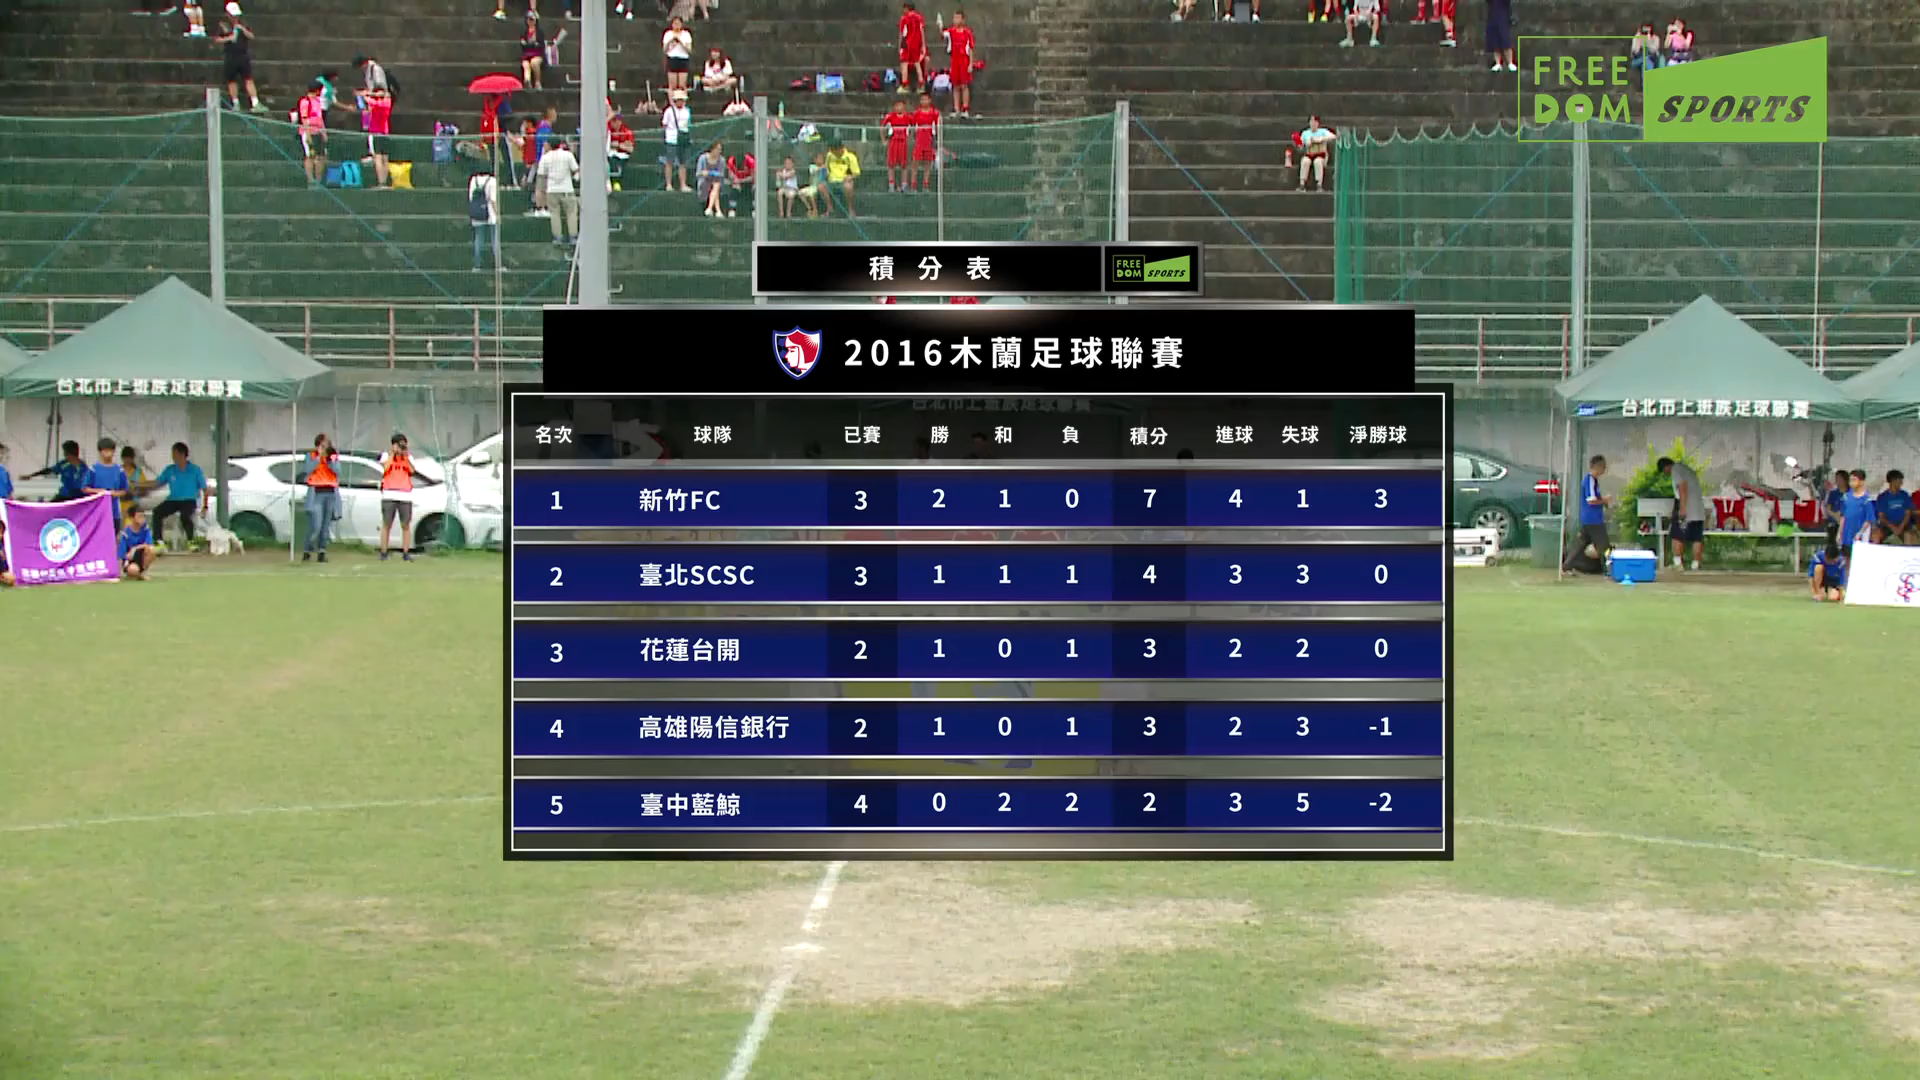 FREE
DOM SPORTS
積分表
FREE
DOM SPORTS
2016木蘭足球聯賽
台北市上班族足球聯賽
台北市上班族足球聯賽
名次 球隊 已賽 勝 和 負 積分 進球 失球 淨勝球
1 新竹FC 3 2 1 0 7 4 1 3
2 臺北SCSC 3 1 1 1 4 3 3 0
3 花蓮台開 2 1 0 1 3 2 2 0
4 高雄陽信銀行 2 1 0 1 3 2 3 -1
5 臺中藍鯨 4 0 2 2 2 3 5 -2